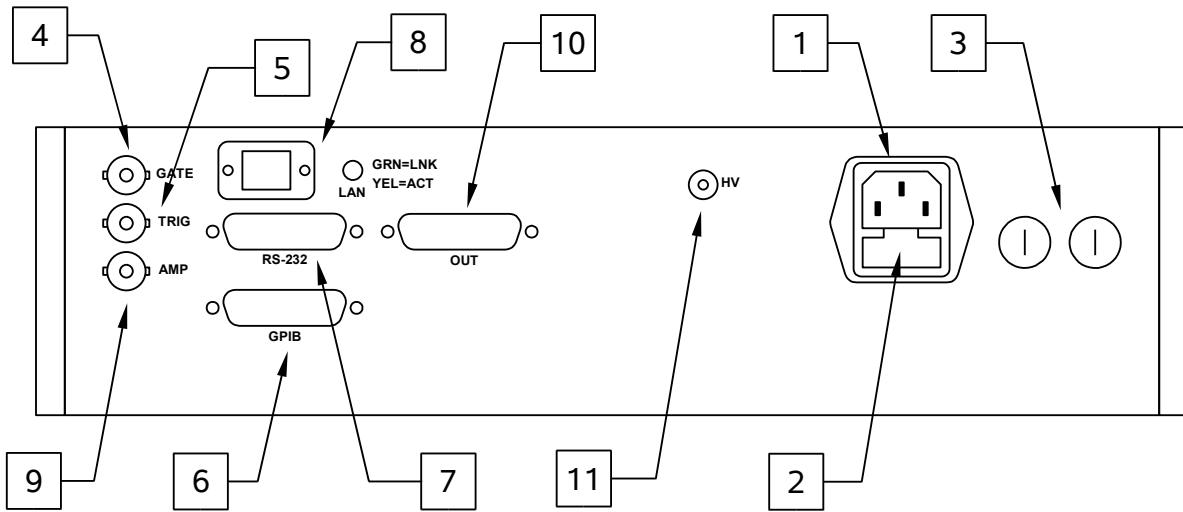 4
5
8
10
1
3
GATE
GRN=LNK
YEL=ACT
LAN
HV
TRIG
RS-232
OUT
AMP
GPIB
9
6
7
11
2